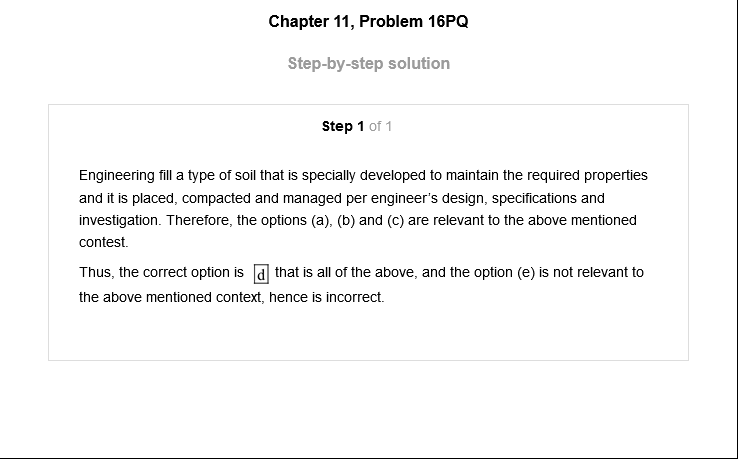 Chapter 11, Problem 16PQ
Step-by-step solution
Step 1 of 1
Engineering fill a type of soil that is specially developed to maintain the required properties
and it is placed, compacted and managed per engineer's design, specifications and
investigation. Therefore, the options (a), (b) and (c) are relevant to the above mentioned
contest.
Thus, the correct option is d that is all of the above, and the option (e) is not relevant to
the above mentioned context, hence is incorrect.